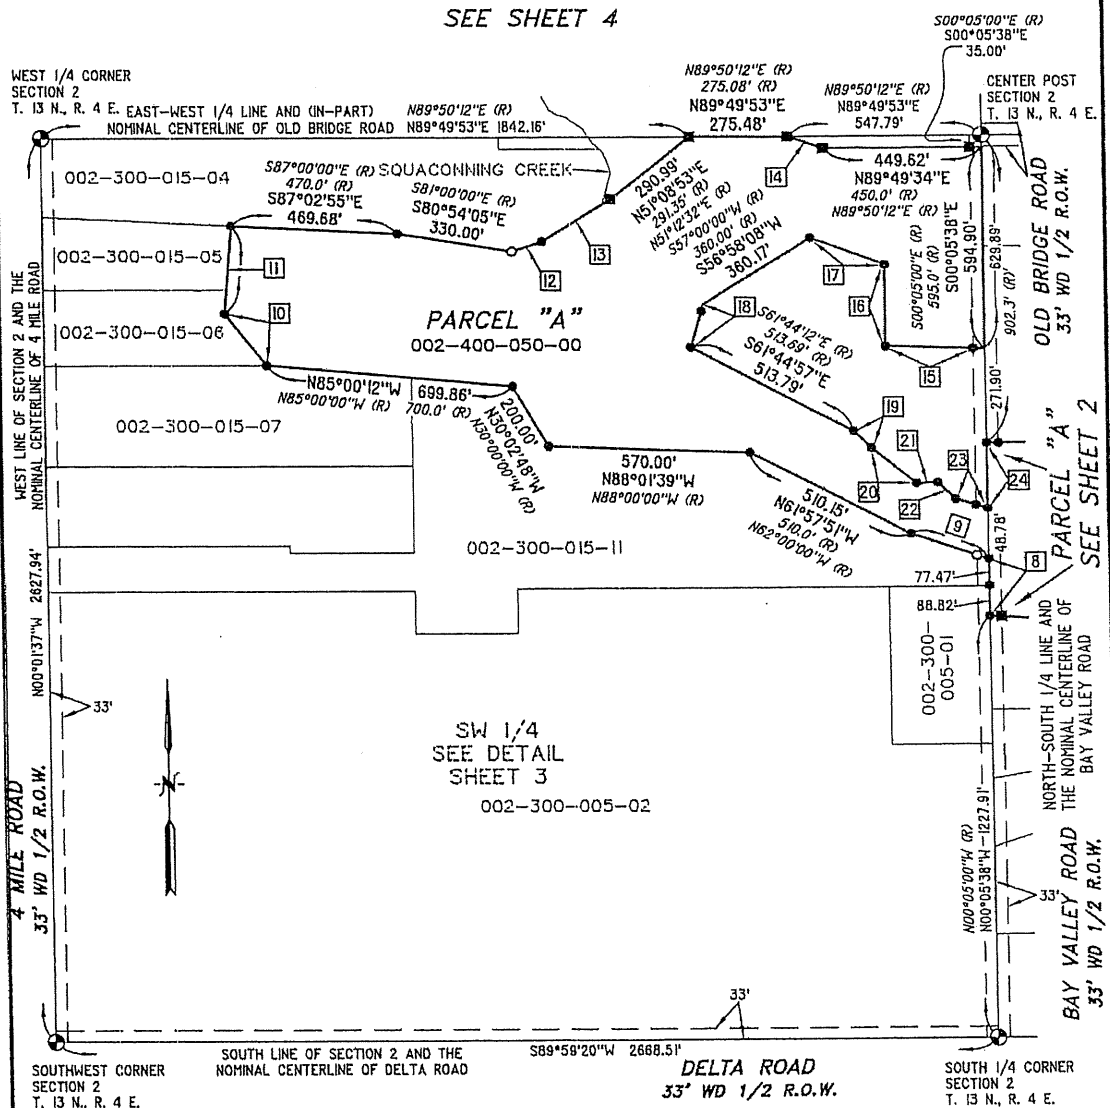 SEE SHEET 4
S00°05'00"E (R)
S00°05'38"E
35.00'
WEST 1/4 CORNER
SECTION 2
T. 13 N., R. 4 E.
EAST-WEST 1/4 LINE AND (IN-PART)
NOMINAL CENTERLINE OF OLD BRIDGE ROAD
N89°50'12"E (R)
N89°49'53"E 1842.16'
N89°50'12"E (R)
275.08' (R)
N89°49'53"E
275.48'
N89°50'12"E (R)
N89°49'53"E
547.79'
CENTER POST
SECTION 2
T. 13 N., R. 4 E.
002-300-015-04
S87°00'00"E (R)
470.0' (R)
S87°02'55"E
469.68'
SQUACONNING CREEK
S81°00'00"E (R)
S80°54'05"E
330.00'
290.99'
N51°08'53"E
291.35' (R)
N51°12'32"E (R)
S57°00'00"W (R)
360.00' (R)
S56°58'08"W
360.17'
14
449.62'
N89°49'34"E
450.0' (R)
N89°50'12"E (R)
13
12
11
10
002-300-015-05
002-300-015-06
PARCEL "A"
002-400-050-00
17
16
18
15
S00°05'00"E (R)
595.0' (R)
S00°05'38"E
594.90'
629.89'
902.3' (R)
OLD BRIDGE ROAD
33' WD 1/2 R.O.W.
S61°44'12"E (R)
513.69' (R)
S61°44'57"E
513.79'
271.90'
N85°00'12"W
699.86'
N85°00'00"W (R)
700.0' (R)
200.00'
N30°02'48"W
N30°00'00"W (R)
002-300-015-07
WEST LINE OF SECTION 2 AND THE
NOMINAL CENTERLINE OF 4 MILE ROAD
570.00'
N88°01'39"W
N88°00'00"W (R)
19
21
23
20
22
24
510.15'
N61°57'51"W
510.0' (R)
N62°00'00"W (R)
9
48.78'
8
PARCEL "A"
SEE SHEET 2
002-300-015-11
77.47'
88.82'
002-300-
005-01
N00°01'37"W 2627.94'
33'
SW 1/4
SEE DETAIL
SHEET 3
002-300-005-02
N
4 MILE ROAD
33' WD 1/2 R.O.W.
NORTH-SOUTH 1/4 LINE AND
THE NOMINAL CENTERLINE OF
BAY VALLEY ROAD
N00°05'00"W (R)
N00°05'38"W 1227.91'
33'
BAY VALLEY ROAD
33' WD 1/2 R.O.W.
33'
SOUTHWEST CORNER
SECTION 2
T. 13 N., R. 4 E.
SOUTH LINE OF SECTION 2 AND THE
NOMINAL CENTERLINE OF DELTA ROAD
S89°59'20"W 2668.51'
DELTA ROAD
33' WD 1/2 R.O.W.
SOUTH 1/4 CORNER
SECTION 2
T. 13 N., R. 4 E.